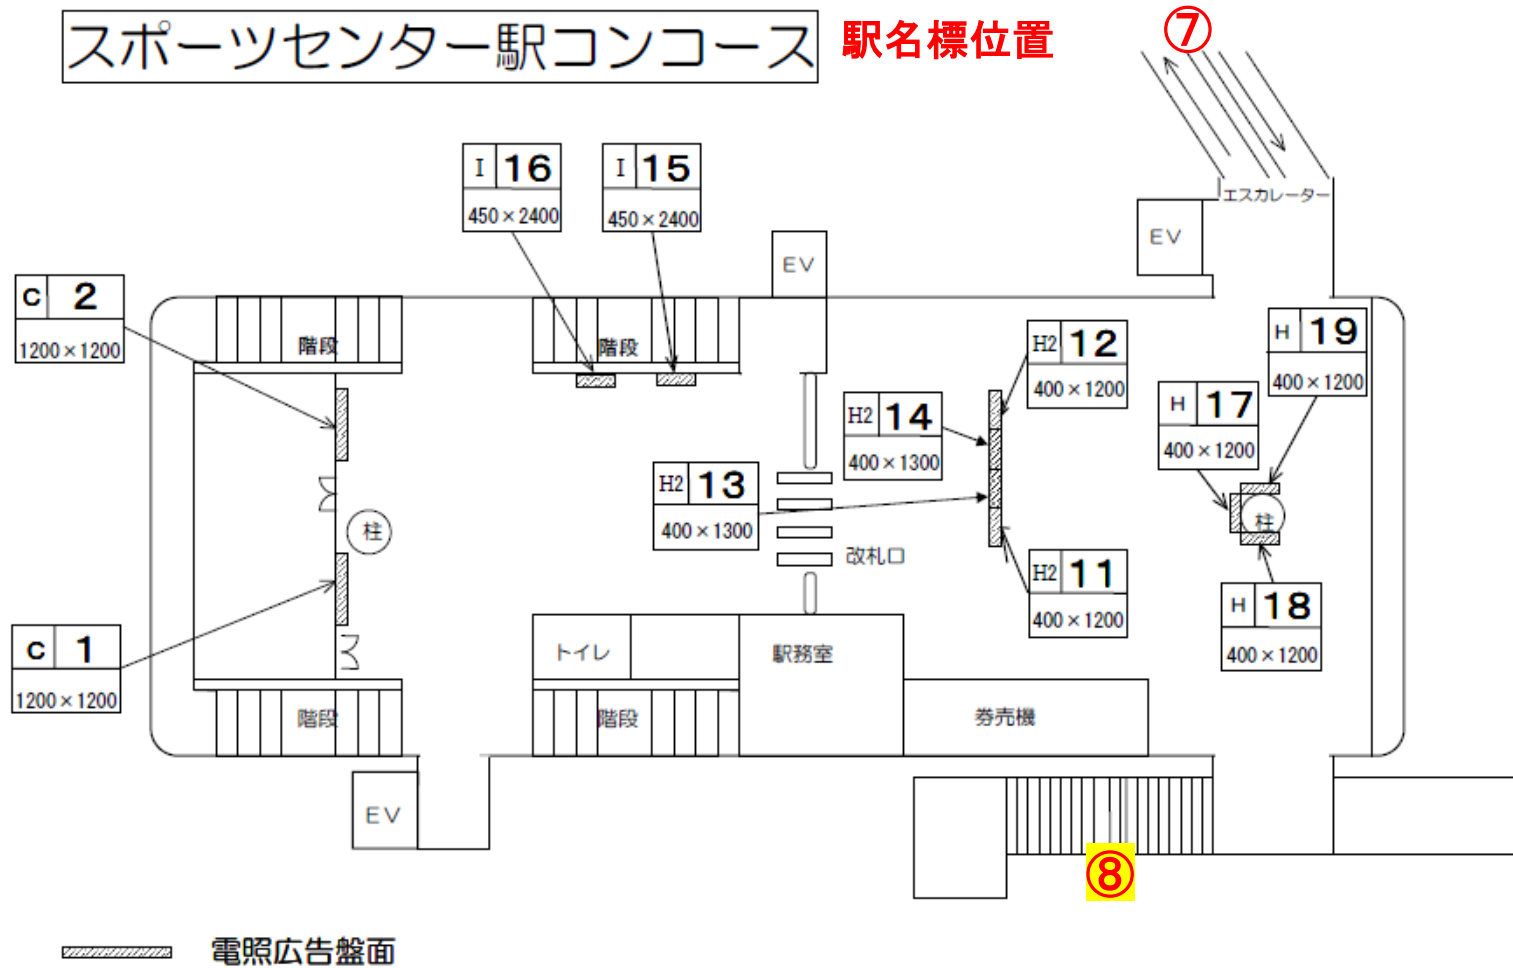 スポーツセンター駅コンコース
駅名標位置
⑦
エスカレーター
EV
I 16
450×2400
I 15
450×2400
EV
C 2
1200×1200
階段
階段
H2 12
400×1200
H 19
400×1200
H2 14
400×1300
H 17
400×1200
H2 13
400×1300
柱
柱
改札口
H2 11
400×1200
H 18
400×1200
C 1
1200×1200
トイレ
駅務室
階段
階段
券売機
EV
⑧
電照広告盤面